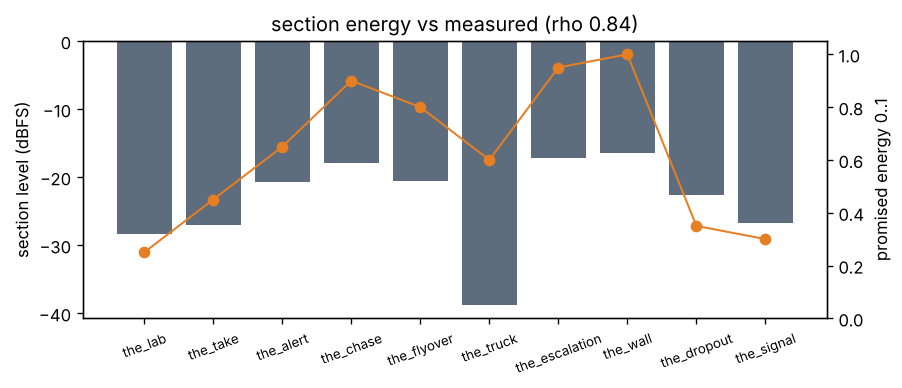 section energy vs measured (rho 0.84)
section level (dBFS)
0
−10
−20
−30
−40
1.0
0.8
0.6
0.4
0.2
0.0
promised energy 0..1
the_lab
the_take
the_alert
the_chase
the_flyover
the_truck
the_escalation
the_wall
the_dropout
the_signal